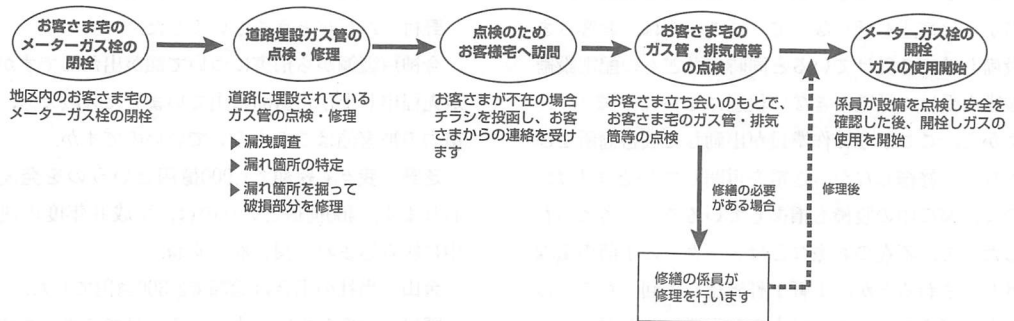 お客さま宅の
メーターガス栓の
閉栓
地区内のお客さま宅の
メーターガス栓の閉栓
道路埋設ガス管の
点検・修理
道路に埋設されている
ガス管の点検・修理
▶漏洩調査
▶漏れ箇所の特定
▶漏れ箇所を掘って
破損部分を修理
点検のため
お客様宅へ訪問
お客さまが不在の場合
チラシを投函し、お客
さまからの連絡を受け
ます
お客さま宅の
ガス管・排気筒等
の点検
お客さま立ち会いのもとで、
お客さま宅のガス管・排気
筒等の点検
修繕の必要
がある場合
修繕の係員が
修理を行います
修理後
メーターガス栓の
開栓
ガスの使用開始
係員が設備を点検し安全を
確認した後、開栓しガスの
使用を開始